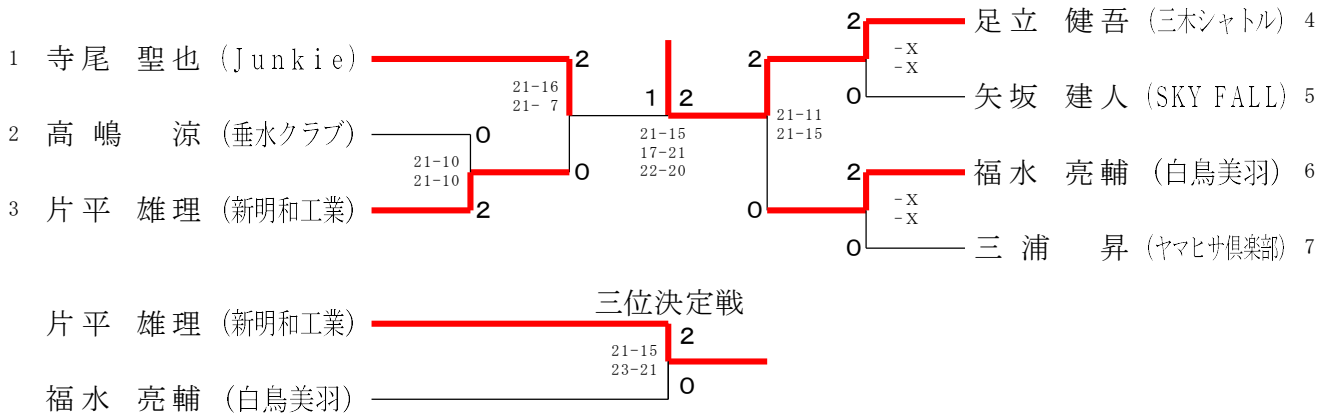 1 寺尾 聖也 (Junkie)
2 高嶋 涼 (垂水クラブ)
3 片平 雄理 (新明和工業)
21-10
21-10
0
2
21-16
21- 7
2
0
1 2
21-15
17-21
22-20
2
0
21-11
21-15
2
0
-X
-X
2
0
-X
-X
足立 健吾 (三木シャトル) 4
矢坂 建人 (SKY FALL) 5
福水 亮輔 (白鳥美羽) 6
三浦 昇 (ヤマヒサ倶楽部) 7
三位決定戦
片平 雄理 (新明和工業)
福水 亮輔 (白鳥美羽)
21-15
23-21
2
0